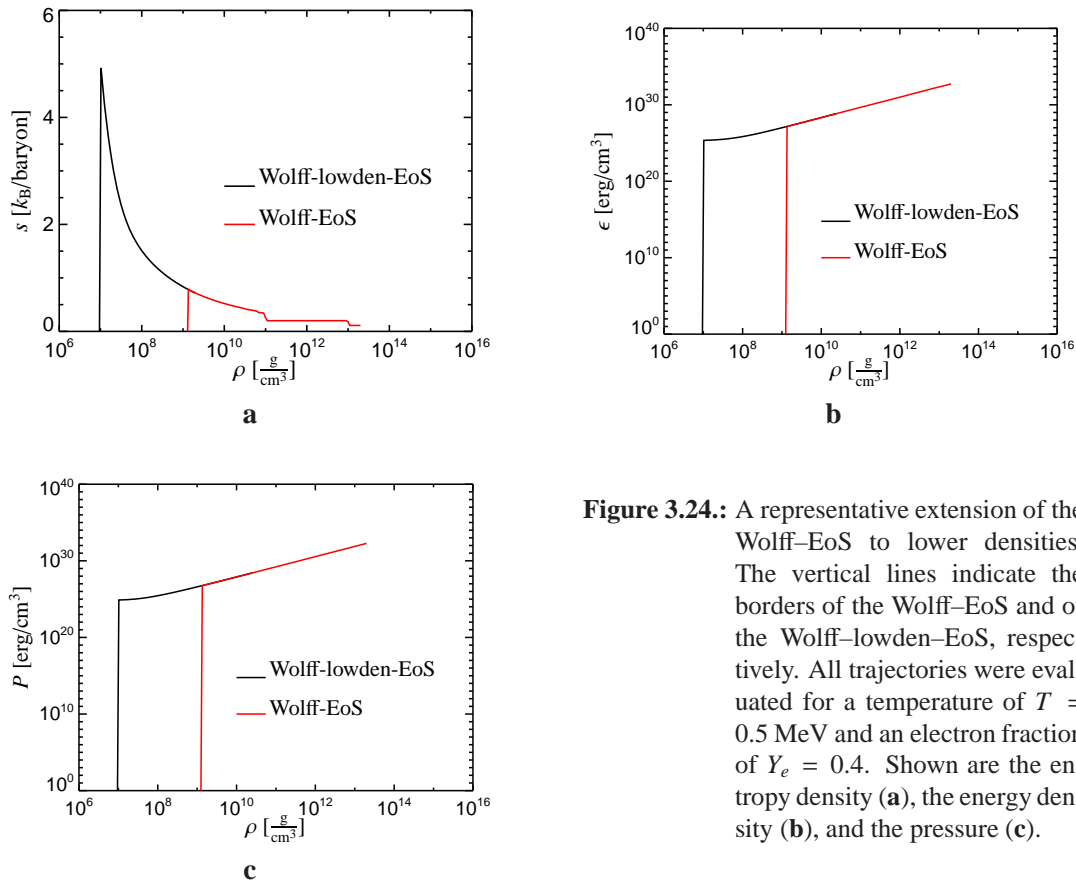 6
4
2
0
s [k_B/baryon]
Wolff-lowden-EoS
Wolff-EoS
10^6 10^8 10^10 10^12 10^14 10^16
ρ [g/cm^3]
a
10^40
10^30
10^20
10^10
10^0
ϵ [erg/cm^3]
Wolff-lowden-EoS
Wolff-EoS
10^6 10^8 10^10 10^12 10^14 10^16
ρ [g/cm^3]
b
10^40
10^30
10^20
10^10
10^0
P [erg/cm^3]
Wolff-lowden-EoS
Wolff-EoS
10^6 10^8 10^10 10^12 10^14 10^16
ρ [g/cm^3]
c
Figure 3.24.: A representative extension of the
Wolff–EoS to lower densities
The vertical lines indicate the
borders of the Wolff–EoS and o
the Wolff–lowden–EoS, respec
tively. All trajectories were eval
uated for a temperature of T =
0.5 MeV and an electron fraction
of Y_e = 0.4. Shown are the en
tropy density (a), the energy den
sity (b), and the pressure (c).